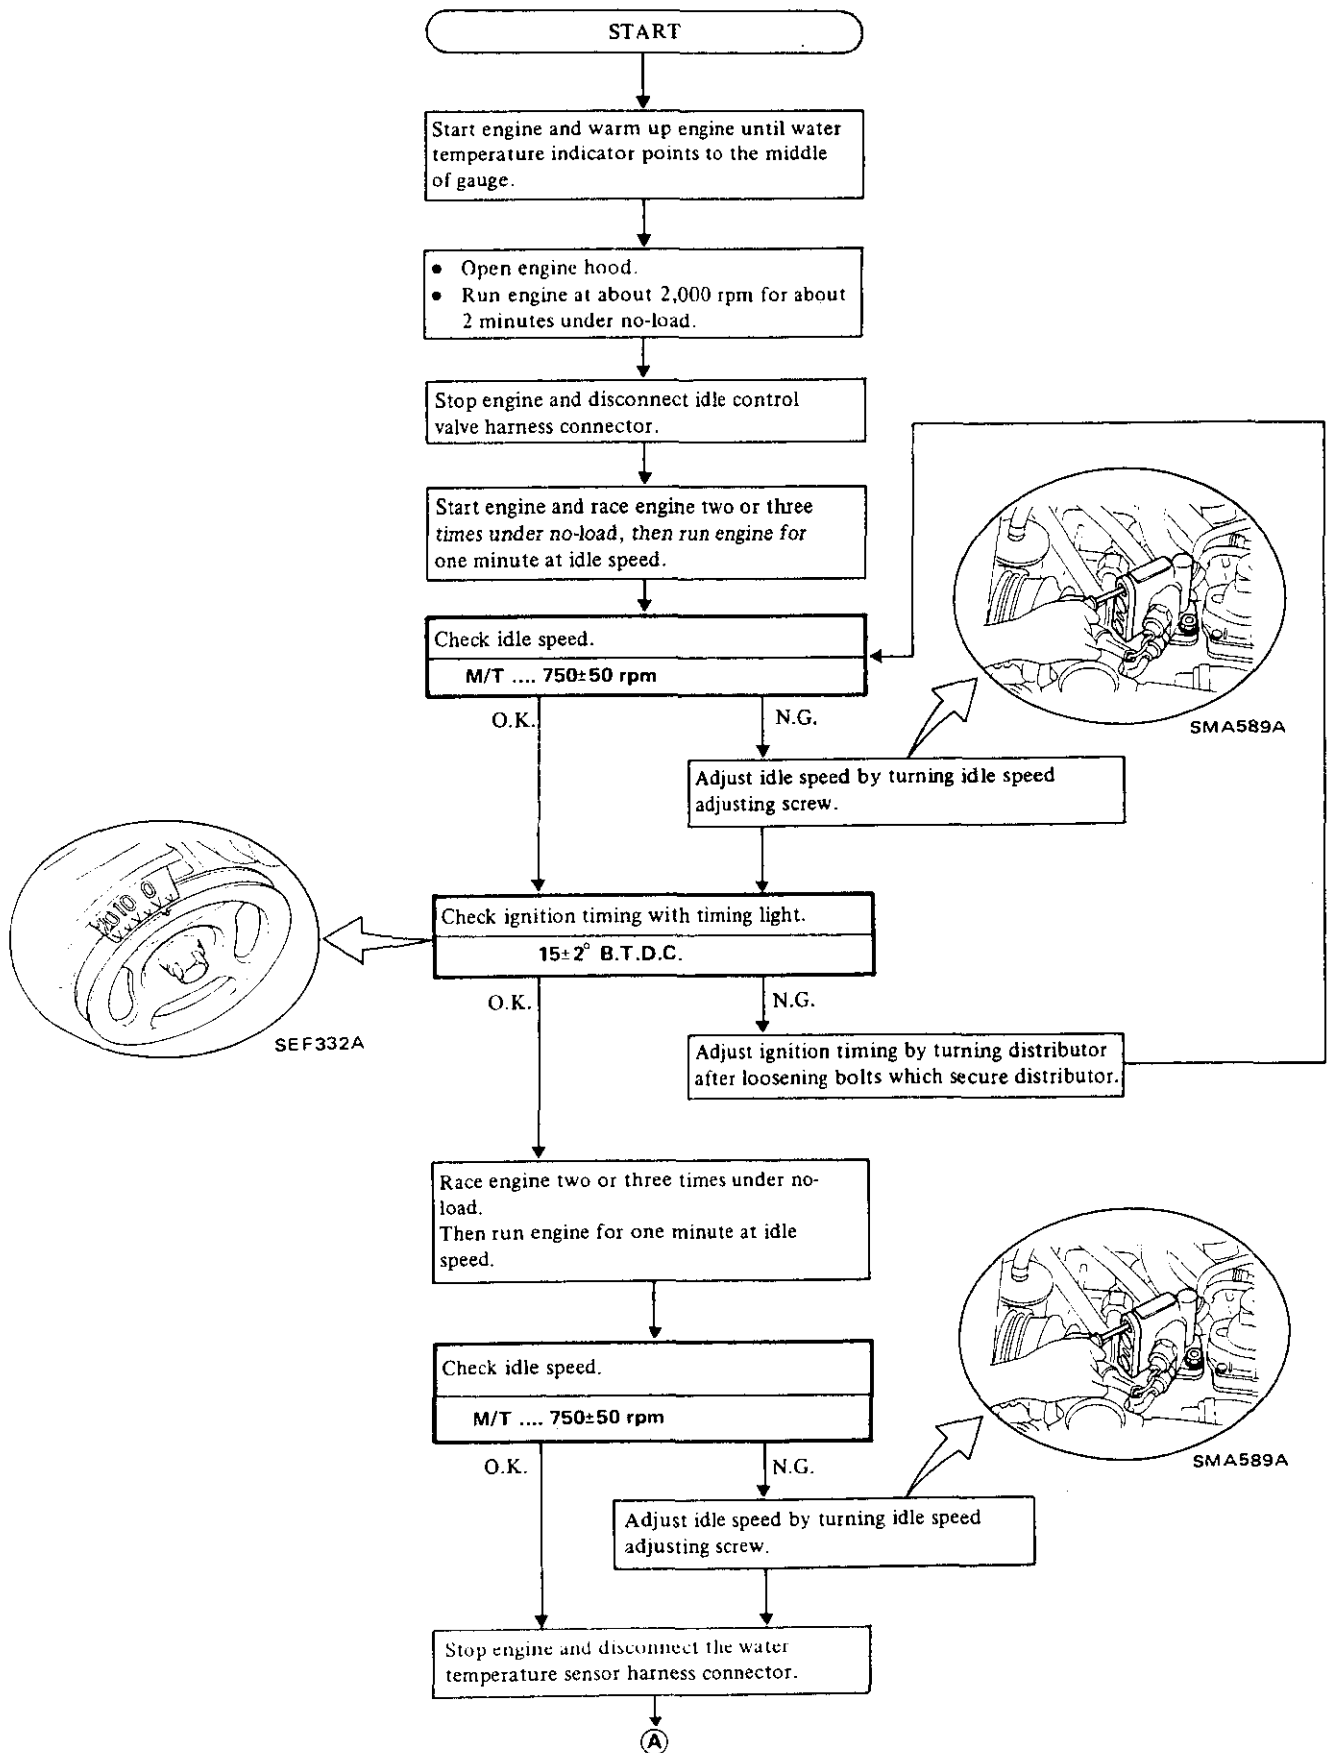 START
Start engine and warm up engine until water
temperature indicator points to the middle
of gauge.
• Open engine hood.
• Run engine at about 2,000 rpm for about
2 minutes under no-load.
Stop engine and disconnect idle control
valve harness connector.
Start engine and race engine two or three
times under no-load, then run engine for
one minute at idle speed.
Check idle speed.
M/T .... 750±50 rpm
O.K.
N.G.
SMA589A
Adjust idle speed by turning idle speed
adjusting screw.
20 10 0
Check ignition timing with timing light.
15±2° B.T.D.C.
O.K.
N.G.
SEF332A
Adjust ignition timing by turning distributor
after loosening bolts which secure distributor.
Race engine two or three times under no-
load.
Then run engine for one minute at idle
speed.
Check idle speed.
M/T .... 750±50 rpm
O.K.
N.G.
SMA589A
Adjust idle speed by turning idle speed
adjusting screw.
Stop engine and disconnect the water
temperature sensor harness connector.
A